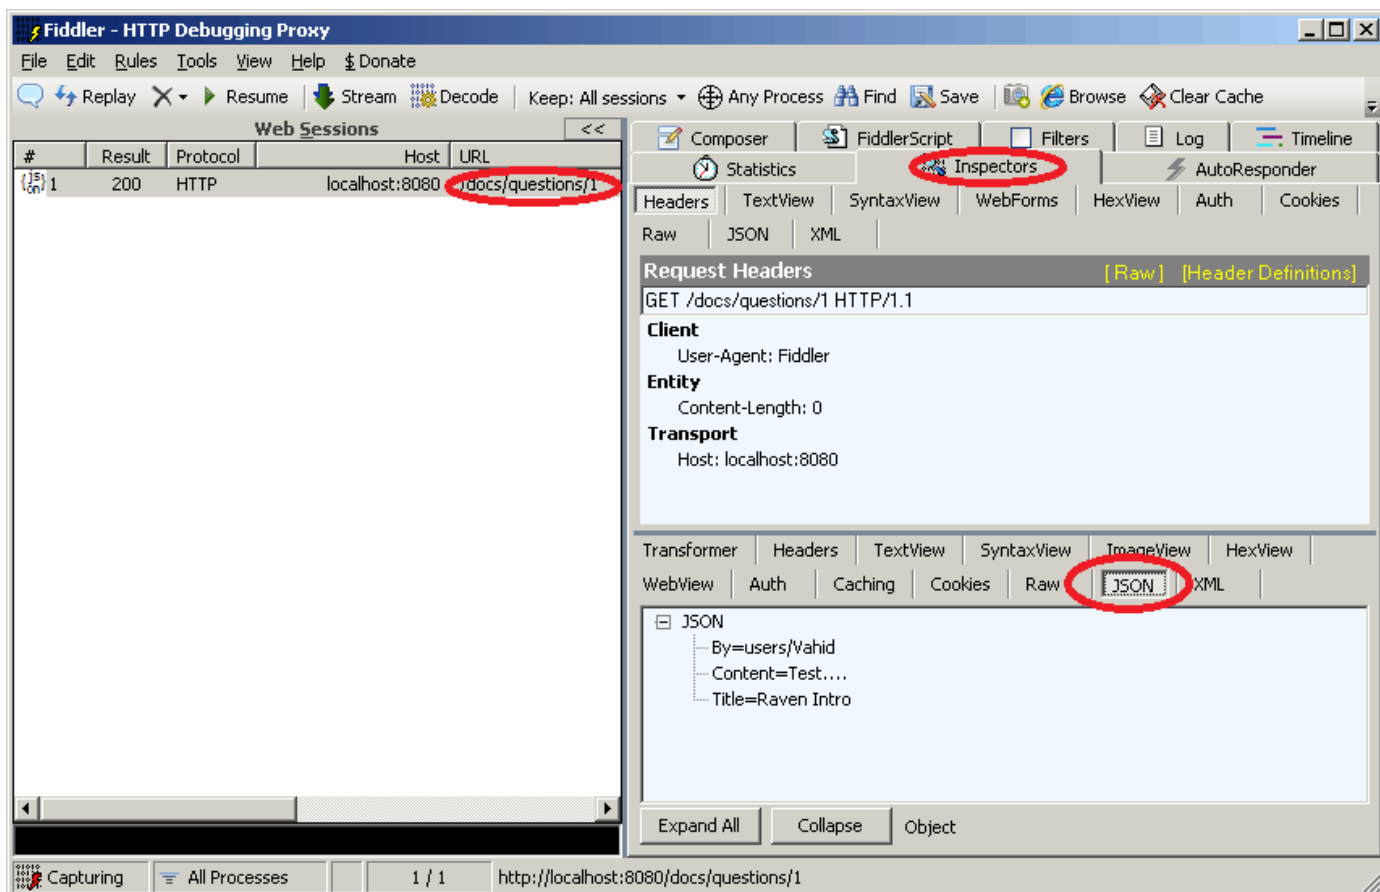 Fiddler - HTTP Debugging Proxy
File Edit Rules Tools View Help $ Donate
Replay Resume Stream Decode Keep: All sessions Any Process Find Save Browse Clear Cache
Web Sessions <<
# Result Protocol Host URL
1 200 HTTP localhost:8080 /docs/questions/1
Composer FiddlerScript Filters Log Timeline
Statistics Inspectors AutoResponder
Headers TextView SyntaxView WebForms HexView Auth Cookies
Raw JSON XML
Request Headers [ Raw ] [Header Definitions]
GET /docs/questions/1 HTTP/1.1
Client
User-Agent: Fiddler
Entity
Content-Length: 0
Transport
Host: localhost:8080
Transformer Headers TextView SyntaxView ImageView HexView
WebView Auth Caching Cookies Raw JSON XML
JSON
By=users/Vahid
Content=Test....
Title=Raven Intro
Expand All Collapse Object
Capturing All Processes 1 / 1 http://localhost:8080/docs/questions/1